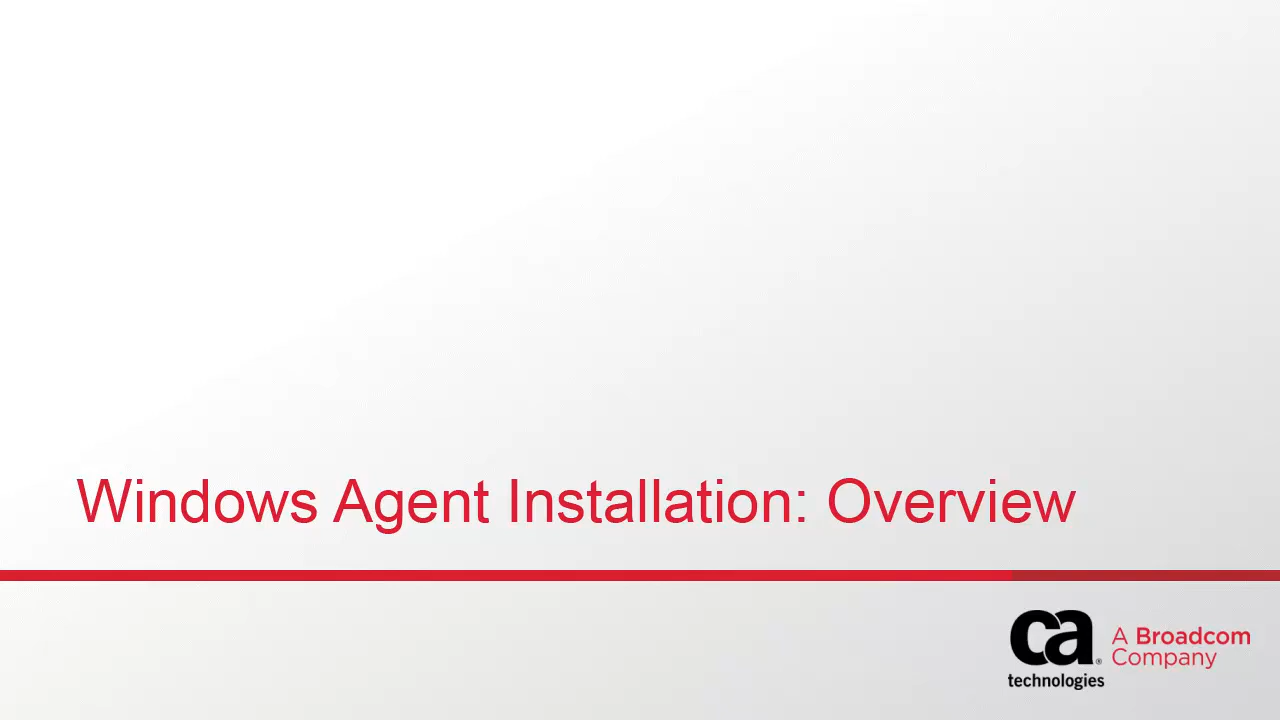 Windows Agent Installation: Overview
ca
technologies
A Broadcom
Company